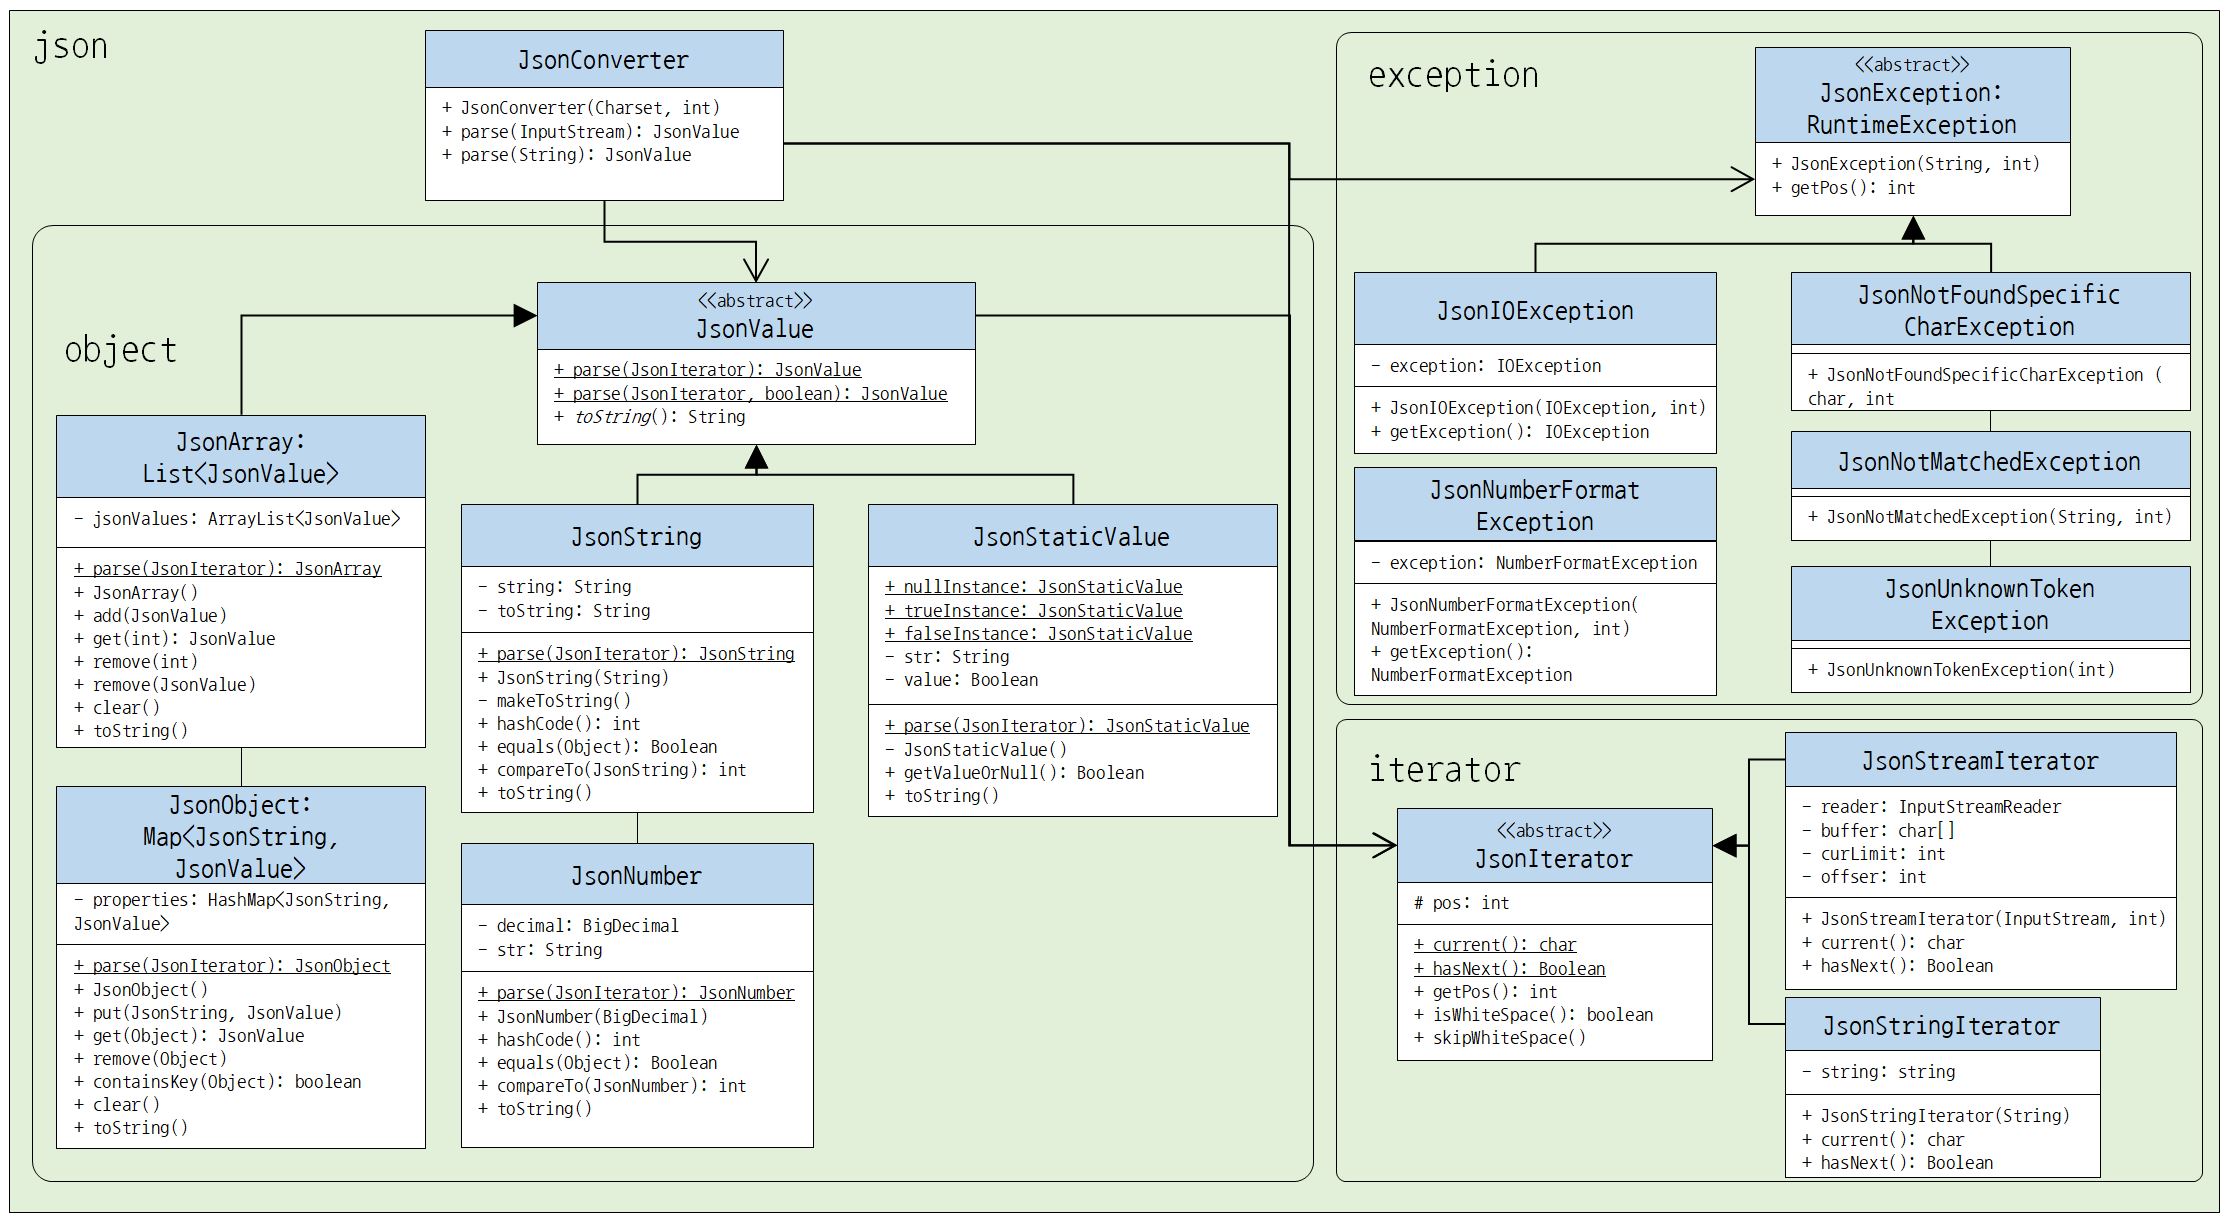 json
JsonConverter
+ JsonConverter(Charset, int)
+ parse(InputStream): JsonValue
+ parse(String): JsonValue
object
<<abstract>>
JsonValue
+ parse(JsonIterator): JsonValue
+ parse(JsonIterator, boolean): JsonValue
+ toString(): String
JsonArray:
List<JsonValue>
- jsonValues: ArrayList<JsonValue>
+ parse(JsonIterator): JsonArray
+ JsonArray()
+ add(JsonValue)
+ get(int): JsonValue
+ remove(int)
+ remove(JsonValue)
+ clear()
+ toString()
JsonObject:
Map<JsonString,
JsonValue>
- properties: HashMap<JsonString,
JsonValue>
+ parse(JsonIterator): JsonObject
+ JsonObject()
+ put(JsonString, JsonValue)
+ get(Object): JsonValue
+ remove(Object)
+ containsKey(Object): boolean
+ clear()
+ toString()
JsonString
- string: String
- toString: String
+ parse(JsonIterator): JsonString
+ JsonString(String)
- makeToString()
+ hashCode(): int
+ equals(Object): Boolean
+ compareTo(JsonString): int
+ toString()
JsonNumber
- decimal: BigDecimal
- str: String
+ parse(JsonIterator): JsonNumber
+ JsonNumber(BigDecimal)
+ hashCode(): int
+ equals(Object): Boolean
+ compareTo(JsonNumber): int
+ toString()
JsonStaticValue
+ nullInstance: JsonStaticValue
+ trueInstance: JsonStaticValue
+ falseInstance: JsonStaticValue
- str: String
- value: Boolean
+ parse(JsonIterator): JsonStaticValue
- JsonStaticValue()
+ getValueOrNull(): Boolean
+ toString()
exception
<<abstract>>
JsonException:
RuntimeException
+ JsonException(String, int)
+ getPos(): int
JsonIOException
- exception: IOException
+ JsonIOException(IOException, int)
+ getException(): IOException
JsonNumberFormat
Exception
- exception: NumberFormatException
+ JsonNumberFormatException(
NumberFormatException, int)
+ getException():
NumberFormatException
JsonNotFoundSpecific
CharException
+ JsonNotFoundSpecificCharException (
char, int
JsonNotMatchedException
+ JsonNotMatchedException(String, int)
JsonUnknownToken
Exception
+ JsonUnknownTokenException(int)
iterator
<<abstract>>
JsonIterator
# pos: int
+ current(): char
+ hasNext(): Boolean
+ getPos(): int
+ isWhiteSpace(): boolean
+ skipWhiteSpace()
JsonStreamIterator
- reader: InputStreamReader
- buffer: char[]
- curLimit: int
- offser: int
+ JsonStreamIterator(InputStream, int)
+ current(): char
+ hasNext(): Boolean
JsonStringIterator
- string: string
+ JsonStringIterator(String)
+ current(): char
+ hasNext(): Boolean